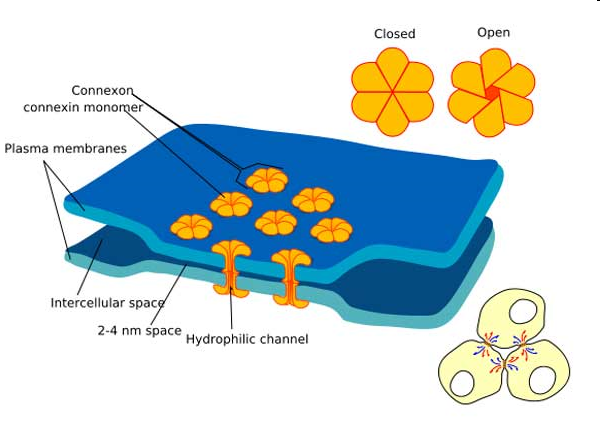 Closed
Open
Connexon
connexin monomer
Plasma membranes
Intercellular space
2-4 nm space
Hydrophilic channel